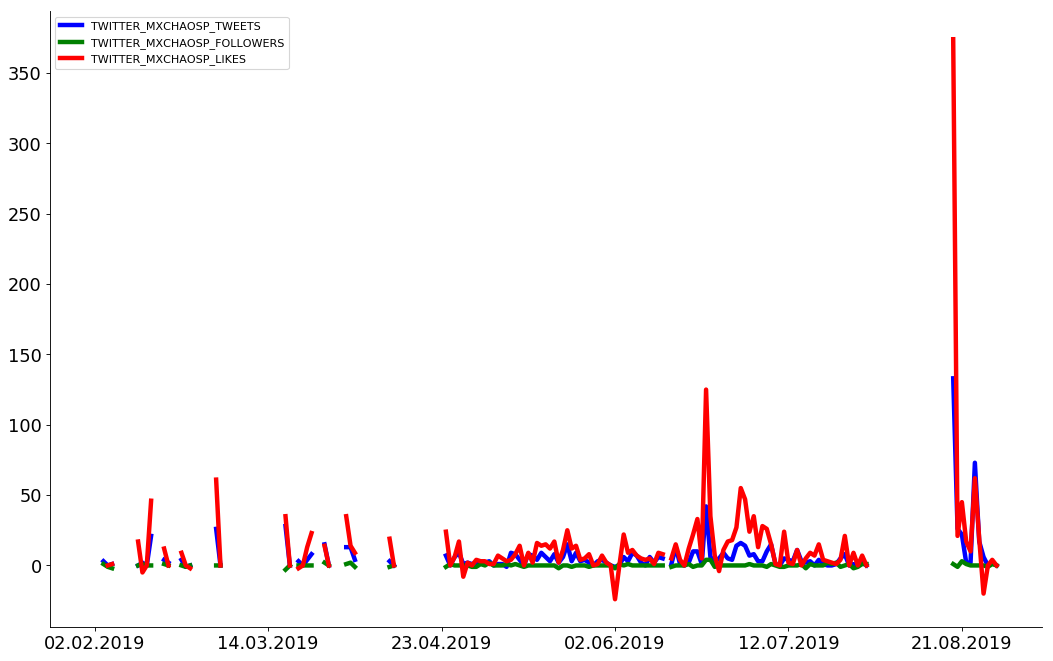 TWITTER_MXCHAOSP_TWEETS
TWITTER_MXCHAOSP_FOLLOWERS
TWITTER_MXCHAOSP_LIKES
350
300
250
200
150
100
50
0
02.02.2019 14.03.2019 23.04.2019 02.06.2019 12.07.2019 21.08.2019